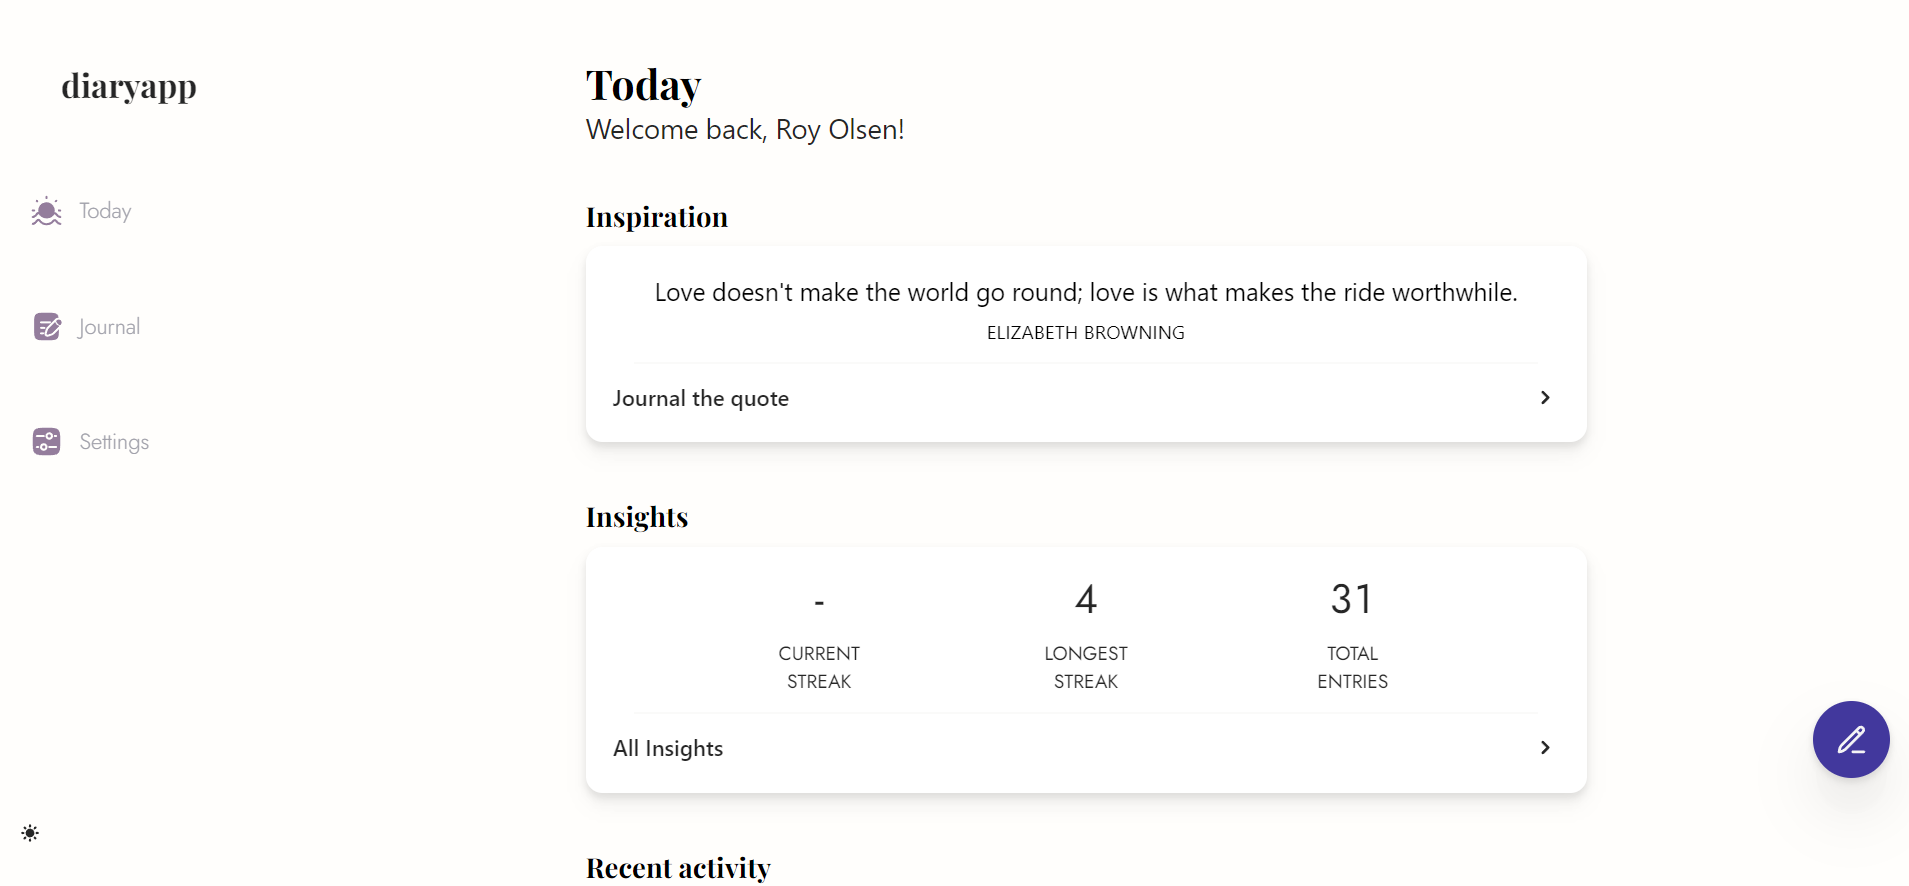 diaryapp
Today
Journal
Settings
Today
Welcome back, Roy Olsen!
Inspiration
Love doesn't make the world go round; love is what makes the ride worthwhile.
ELIZABETH BROWNING
Journal the quote
Insights
-
CURRENT
STREAK
4
LONGEST
STREAK
31
TOTAL
ENTRIES
All Insights
Recent activity